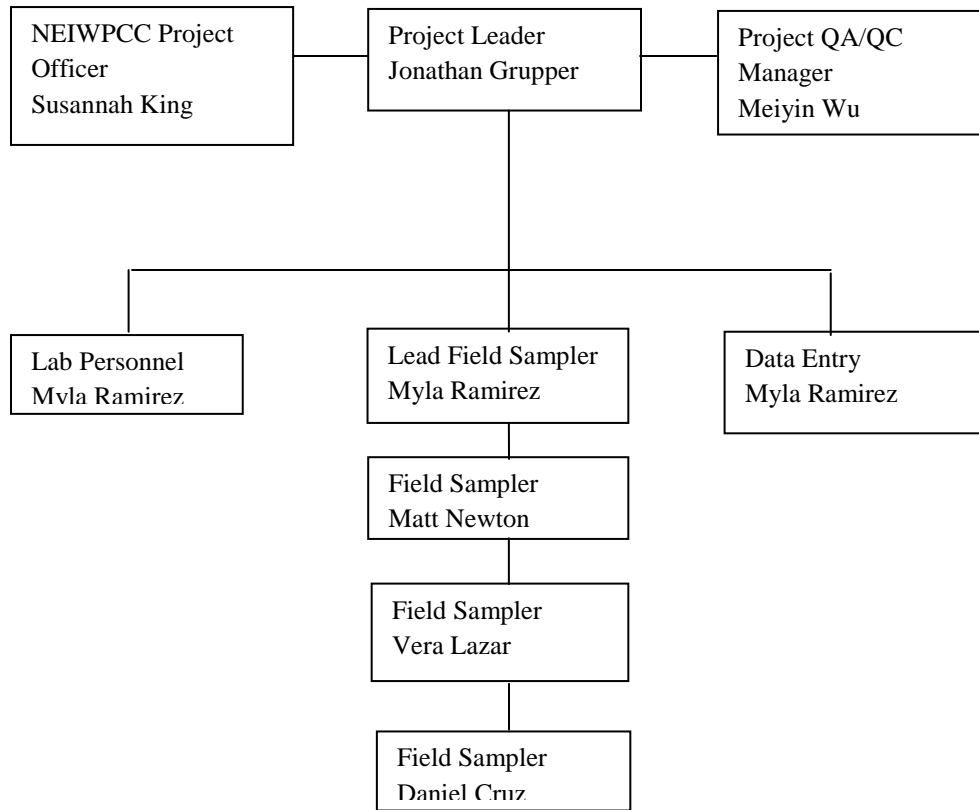 NEIWPCC Project
Officer
Susannah King
Project Leader
Jonathan Grupper
Project QA/QC
Manager
Meiyin Wu
Lab Personnel
Myla Ramirez
Lead Field Sampler
Myla Ramirez
Data Entry
Myla Ramirez
Field Sampler
Matt Newton
Field Sampler
Vera Lazar
Field Sampler
Daniel Cruz